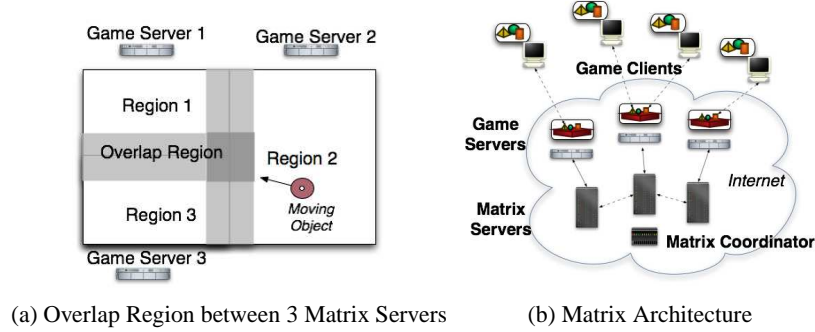 Game Server 1
Game Server 2
Region 1
Overlap Region
Region 2
Moving
Object
Region 3
Game Server 3
(a) Overlap Region between 3 Matrix Servers
Game Clients
Game
Servers
Internet
Matrix
Servers
Matrix Coordinator
(b) Matrix Architecture